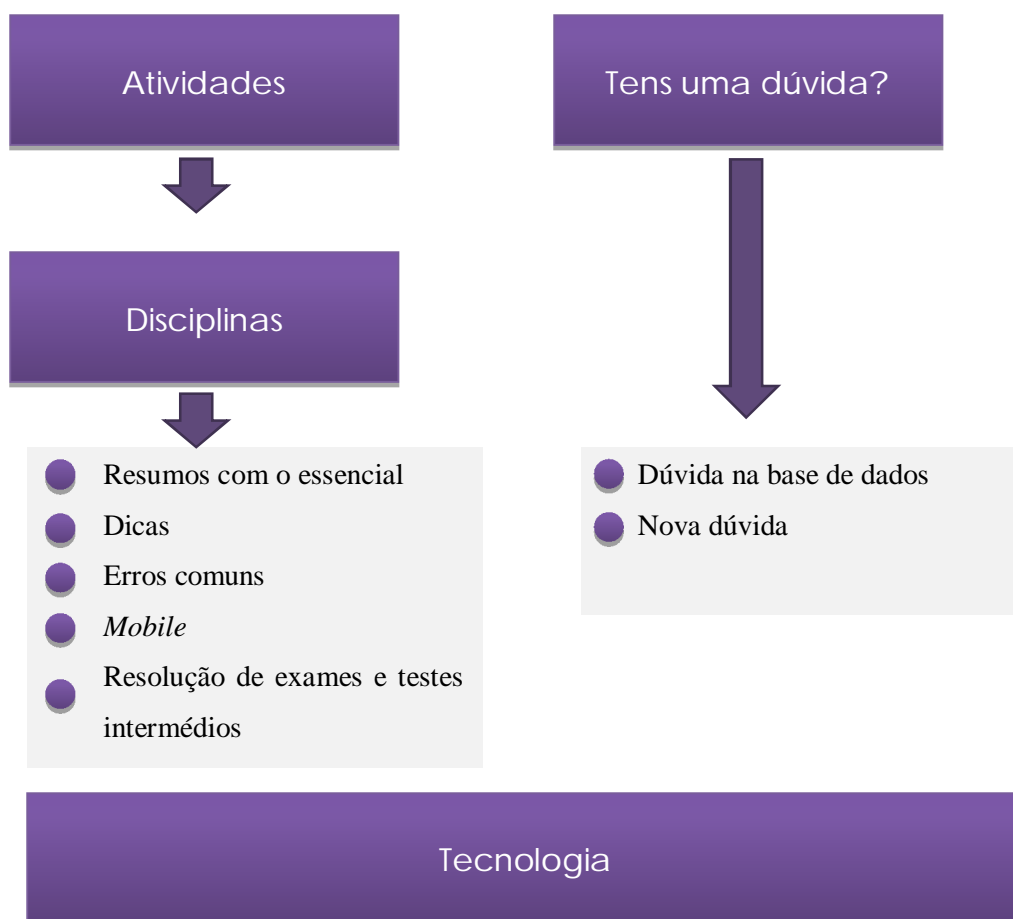 Atividades
Tens uma dúvida?
Disciplinas
Resumos com o essencial
Dicas
Erros comuns
Mobile
Resolução de exames e testes
intermédios
Dúvida na base de dados
Nova dúvida
Tecnologia